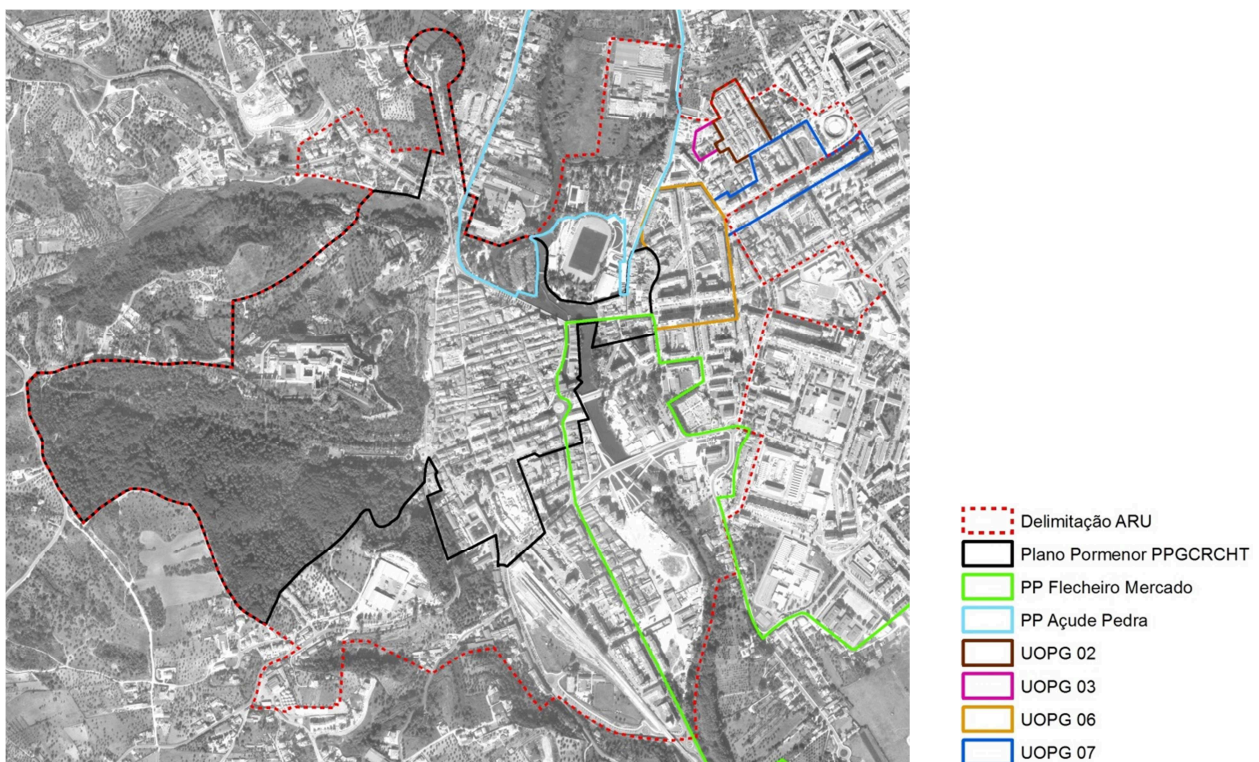 Delimitação ARU
Plano Pormenor PPGCRCHT
PP Flecheiro Mercado
PP Açude Pedra
UOPG 02
UOPG 03
UOPG 06
UOPG 07